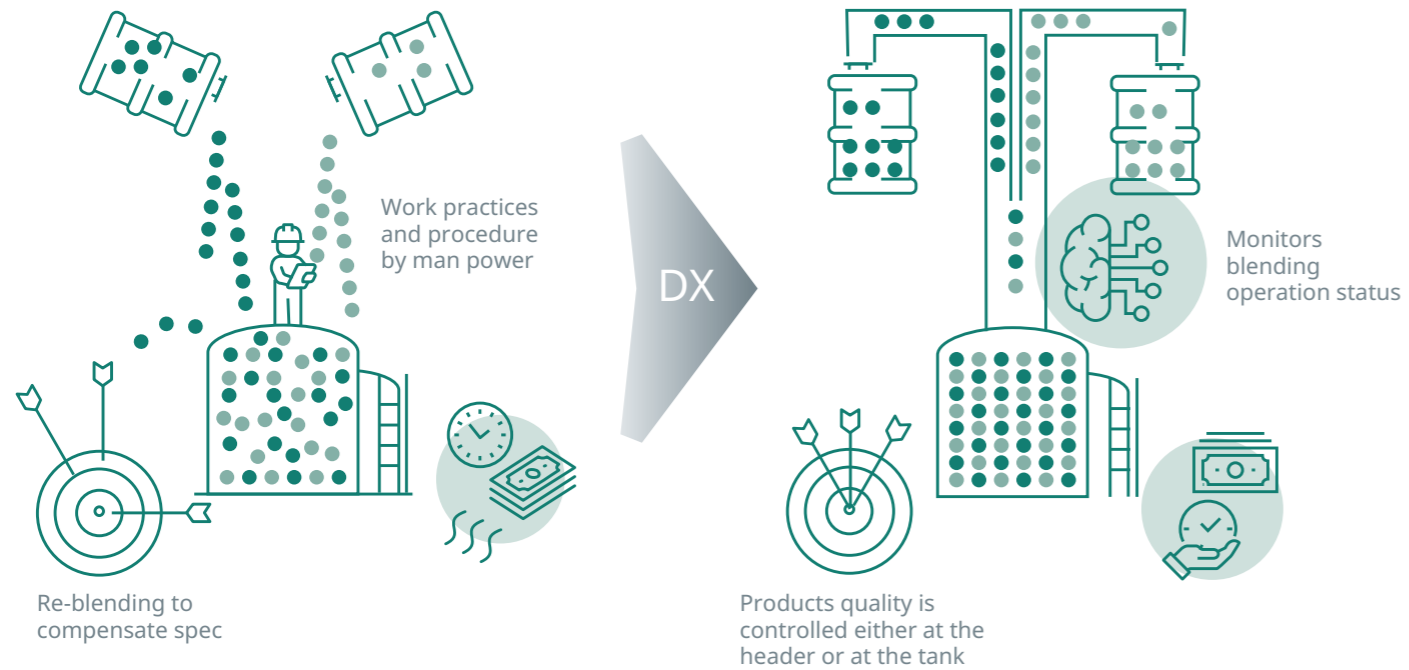 Work practices
and procedure
by man power
Re-blending to
compensate spec
DX
Monitors
blending
operation status
Products quality is
controlled either at the
header or at the tank